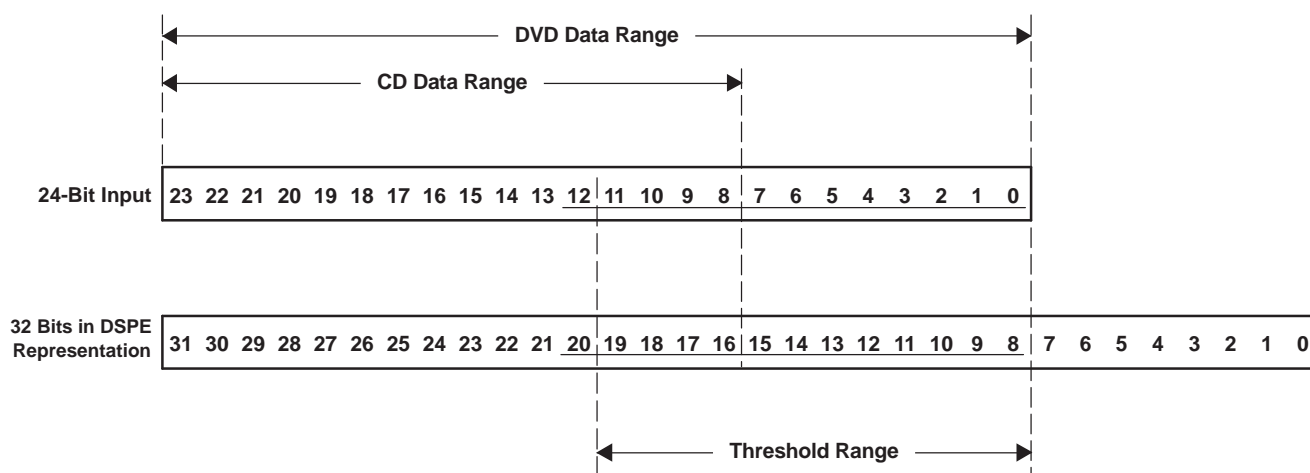 DVD Data Range
CD Data Range
24-Bit Input 23 22 21 20 19 18 17 16 15 14 13 12 11 10 9 8 7 6 5 4 3 2 1 0
32 Bits in DSPE
Representation 31 30 29 28 27 26 25 24 23 22 21 20 19 18 17 16 15 14 13 12 11 10 9 8 7 6 5 4 3 2 1 0
Threshold Range